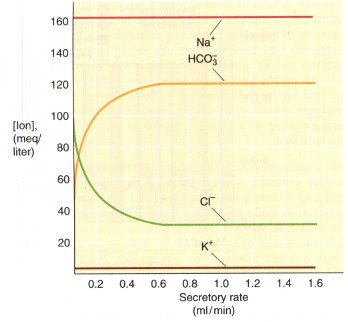 160
140
120
100
80
60
40
20
[Ion],
(meq/
liter)
Na⁺
HCO₃⁻
Cl⁻
K⁺
0.2 0.4 0.6 0.8 1.0 1.2 1.4 1.6
Secretory rate
(ml/min)